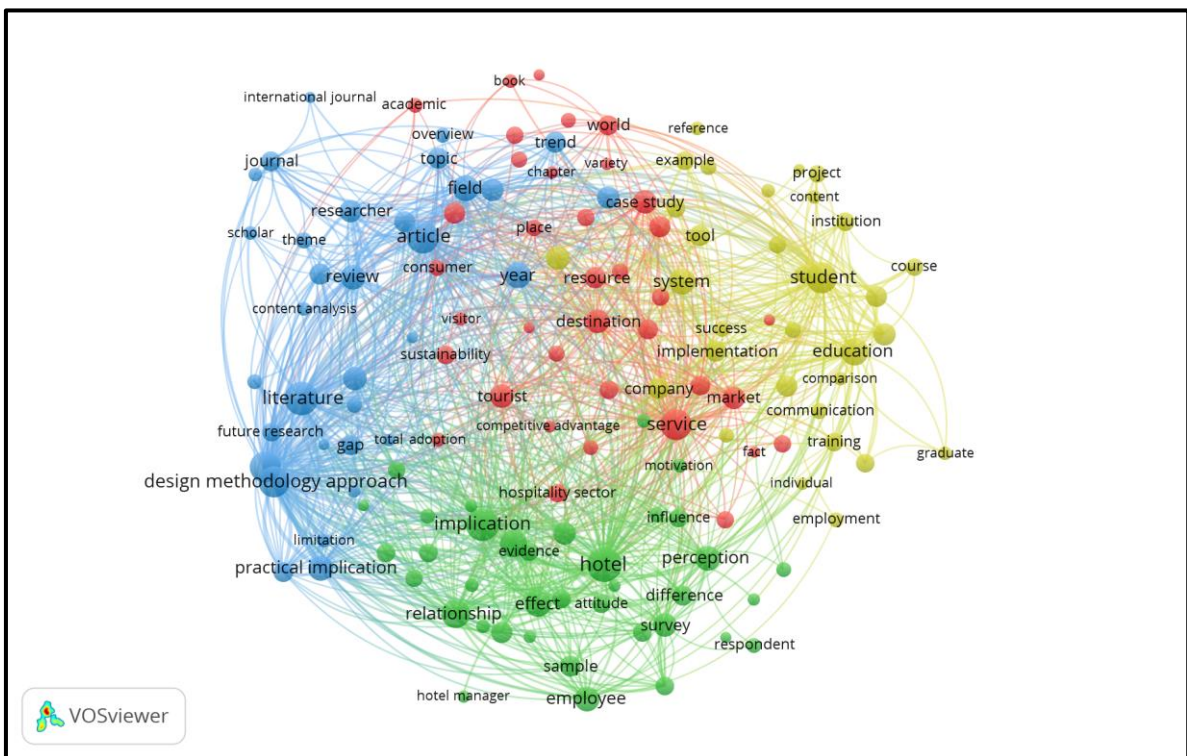 book
international journal
academic
world
overview
reference
trend
journal
topic
variety
example
chapter
project
field
content
case study
researcher
institution
place
scholar
article
tool
theme
course
consumer
year
review
resource
system
student
content analysis
visitor
destination
success
sustainability
implementation
education
comparison
literature
tourist
company
market
communication
service
future research
competitive advantage
total adoption
gap
training
fact
graduate
motivation
design methodology approach
individual
hospitality sector
influence
employment
implication
limitation
evidence
perception
practical implication
hotel
difference
effect
attitude
relationship
survey
respondent
sample
hotel manager
employee
VOSviewer